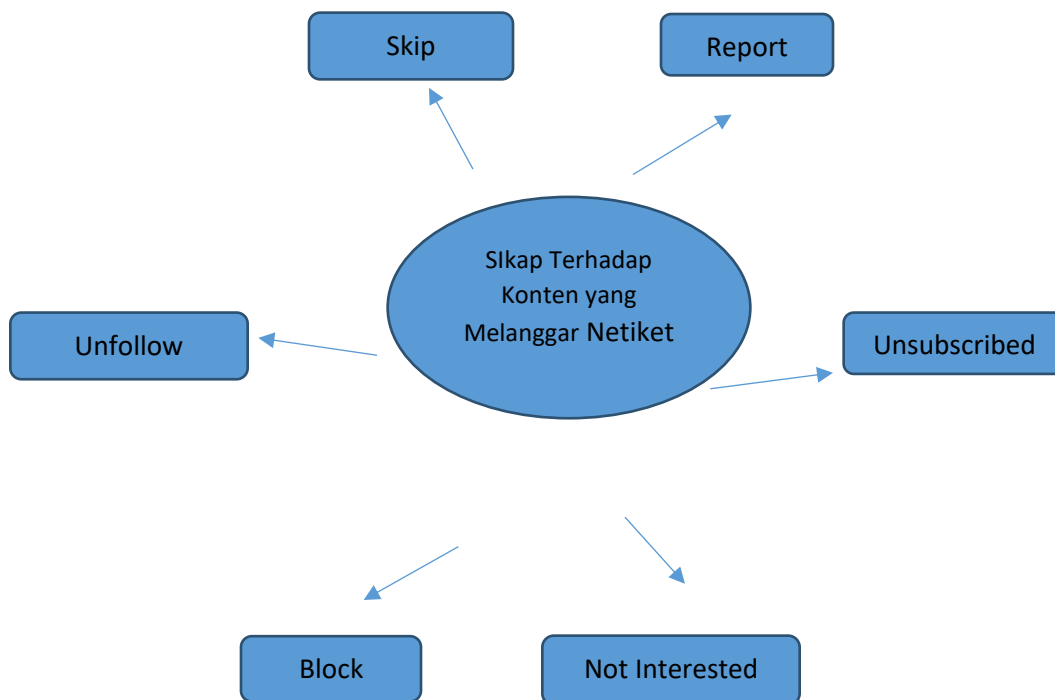 Skip
Report
SIkap Terhadap
Konten yang
Melanggar Netiket
Unfollow
Unsubscribed
Block
Not Interested